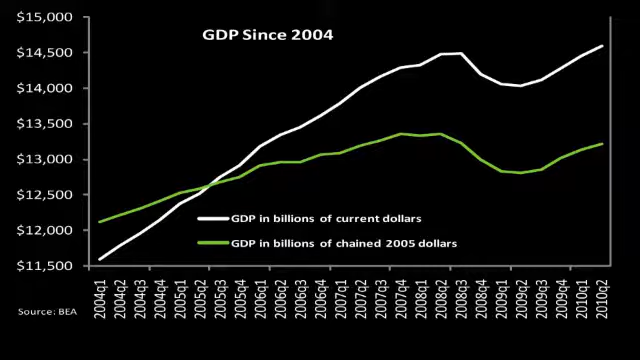 GDP Since 2004
$15,000
$14,500
$14,000
$13,500
$13,000
$12,500
$12,000
$11,500
GDP in billions of current dollars
GDP in billions of chained 2005 dollars
2004q1
2004q2
2004q3
2004q4
2005q1
2005q2
2005q3
2005q4
2006q1
2006q2
2006q3
2006q4
2007q1
2007q2
2007q3
2007q4
2008q1
2008q2
2008q3
2008q4
2009q1
2009q2
2009q3
2009q4
2010q1
2010q2
Source: BEA